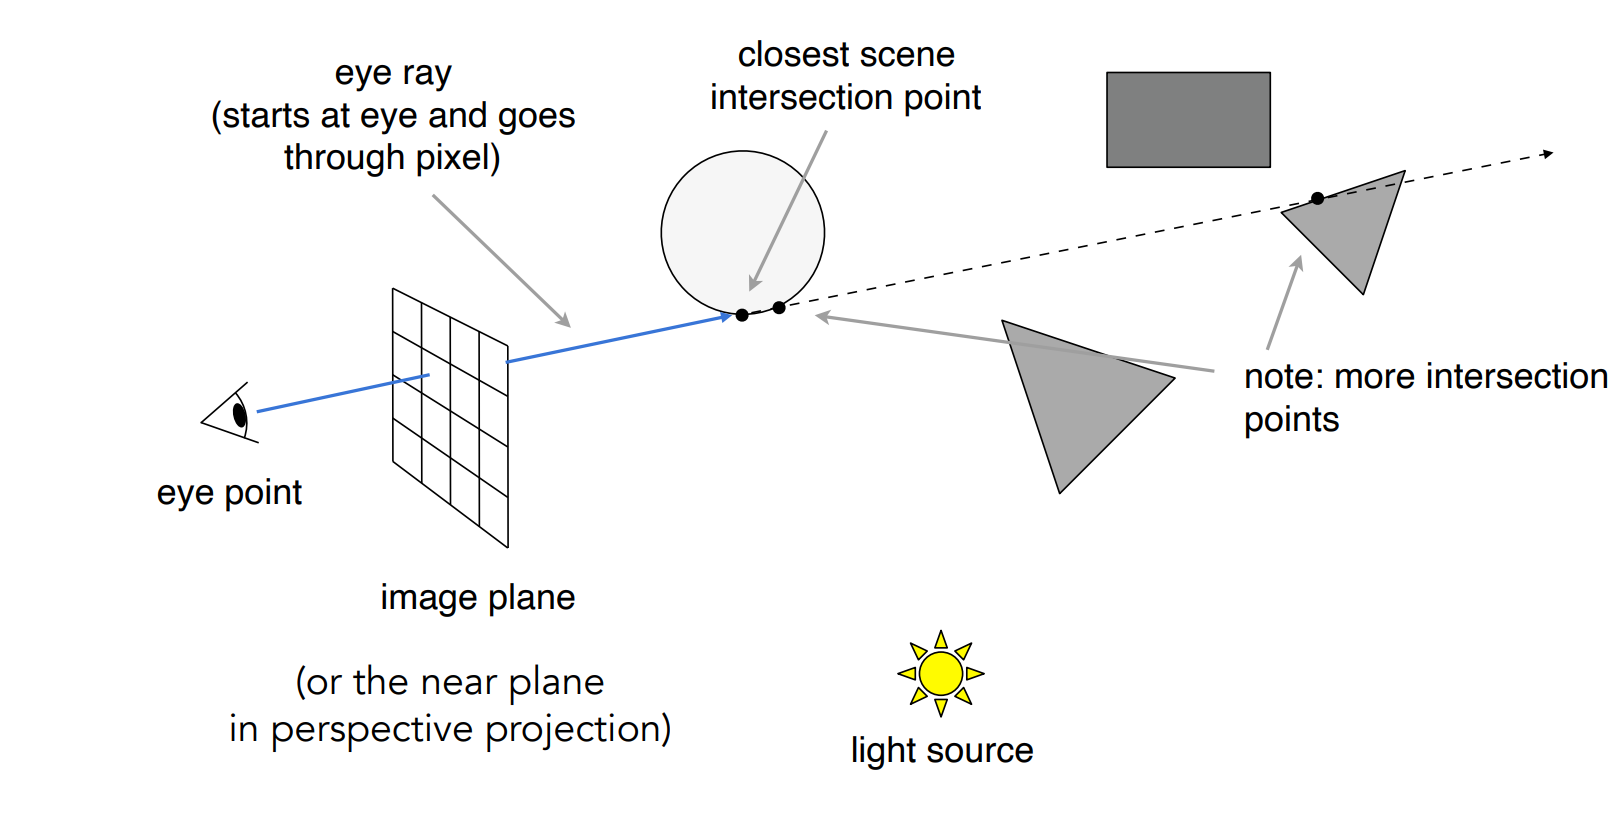 eye ray
(starts at eye and goes
through pixel)
closest scene
intersection point
note: more intersection
points
eye point
image plane
(or the near plane
in perspective projection)
light source